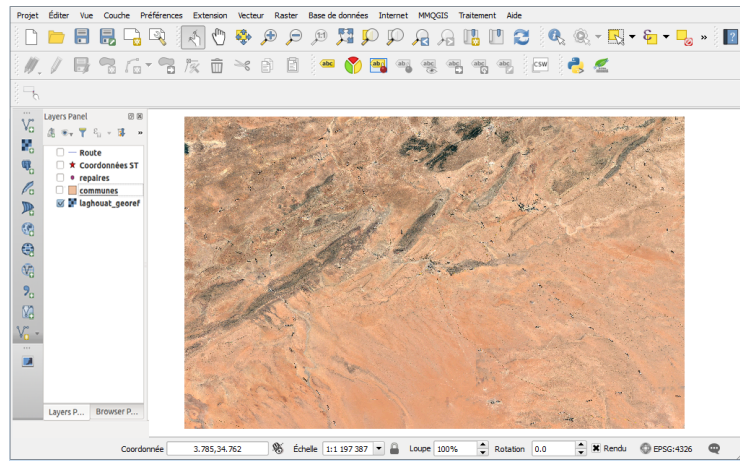 Projet Éditer Vue Couche Préférences Extension Vecteur Raster Base de données Internet MMQGIS Traitement Aide
abc abc CSW
Layers Panel
Route
Coordonnées ST
repaires
communes
laghouat_georef
Layers P... Browser P...
Coordonnée 3.785,34.762 Échelle 1:1 197 387 Loupe 100% Rotation 0.0 Rendu EPSG:4326